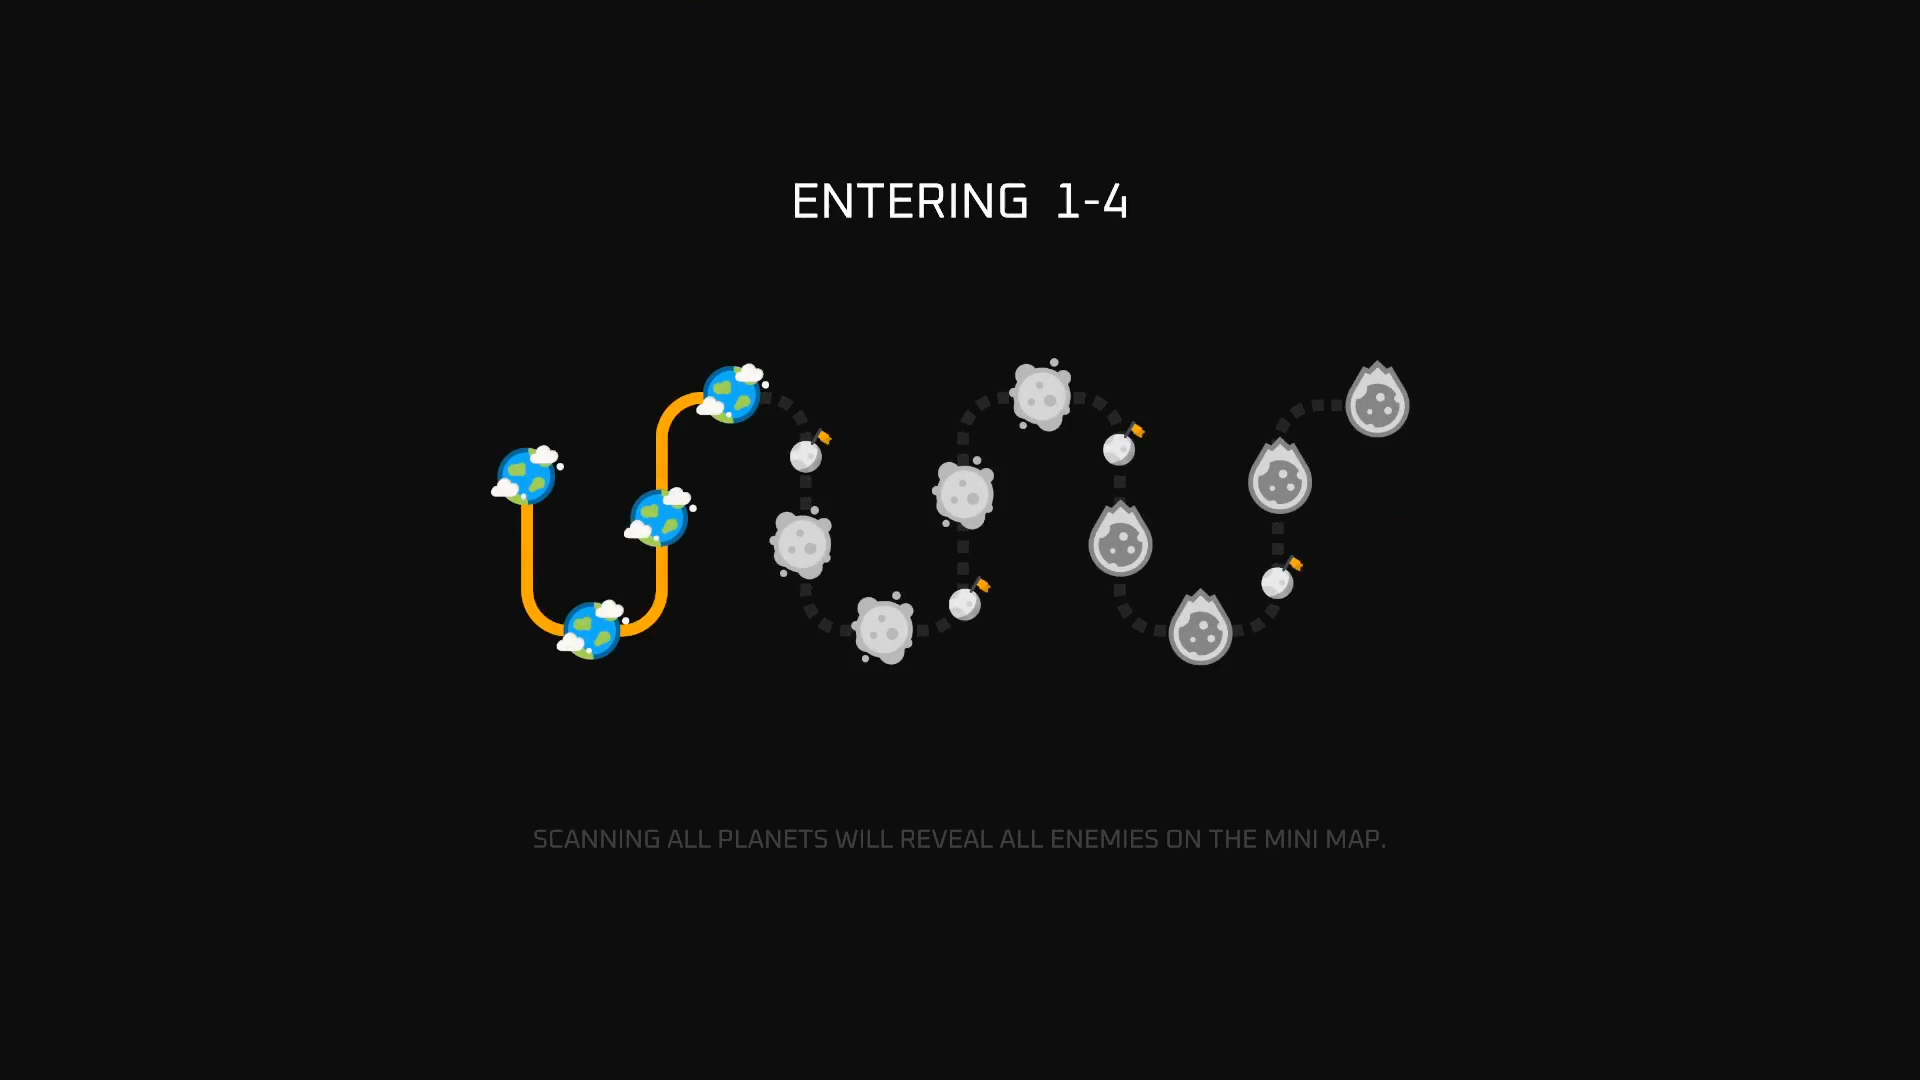 ENTERING 1-4
SCANNING ALL PLANETS WILL REVEAL ALL ENEMIES ON THE MINI MAP.